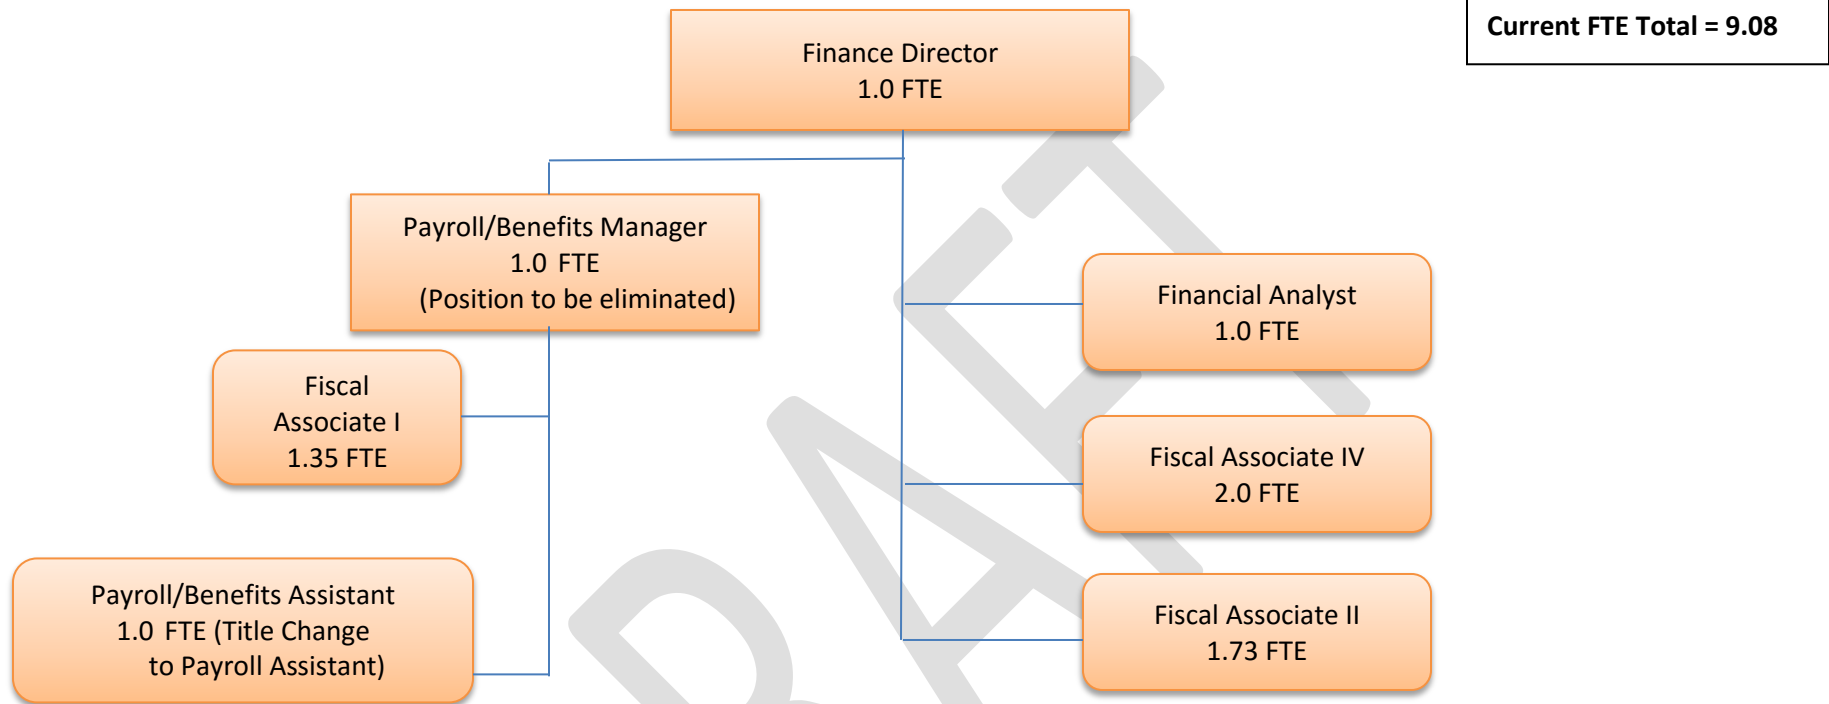 Current FTE Total = 9.08
Finance Director
1.0 FTE
Payroll/Benefits Manager
1.0 FTE
(Position to be eliminated)
Financial Analyst
1.0 FTE
Fiscal
Associate I
1.35 FTE
Fiscal Associate IV
2.0 FTE
Payroll/Benefits Assistant
1.0 FTE (Title Change
to Payroll Assistant)
Fiscal Associate II
1.73 FTE
DRAFT